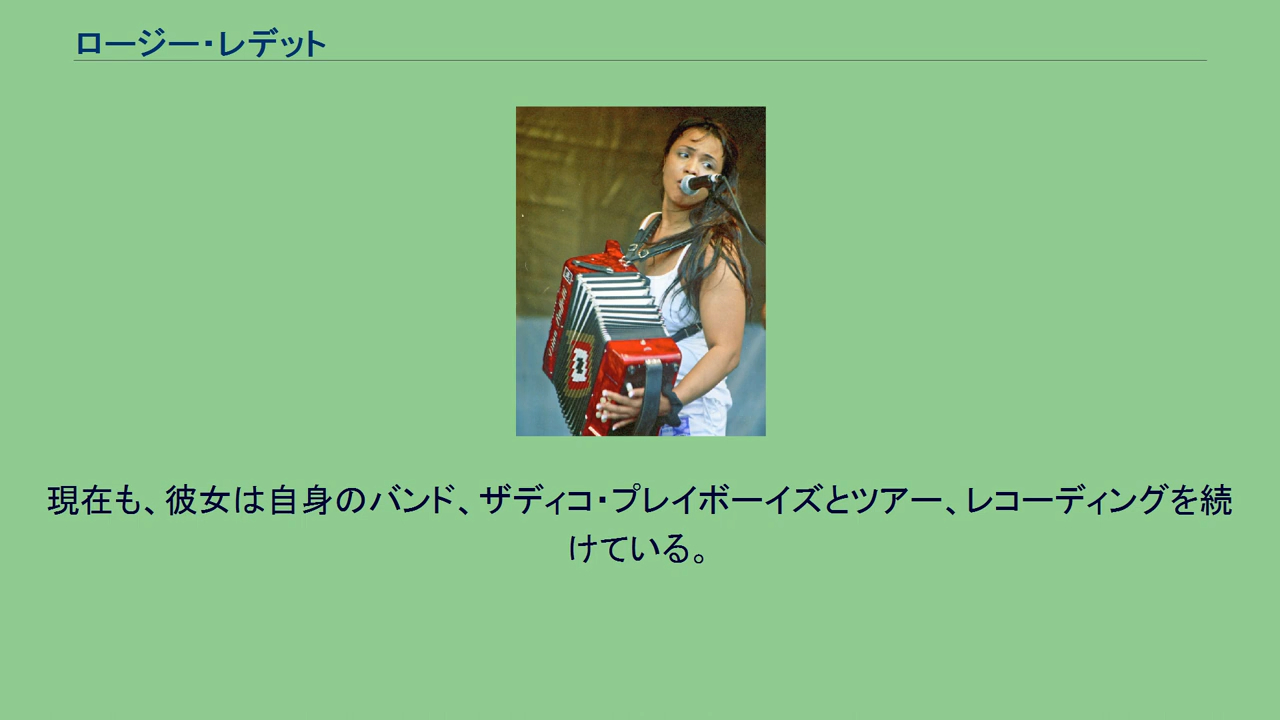 ロージー・レデット
現在も、彼女は自身のバンド、ザディコ・プレイボーイズとツアー、レコーディングを続
けている。